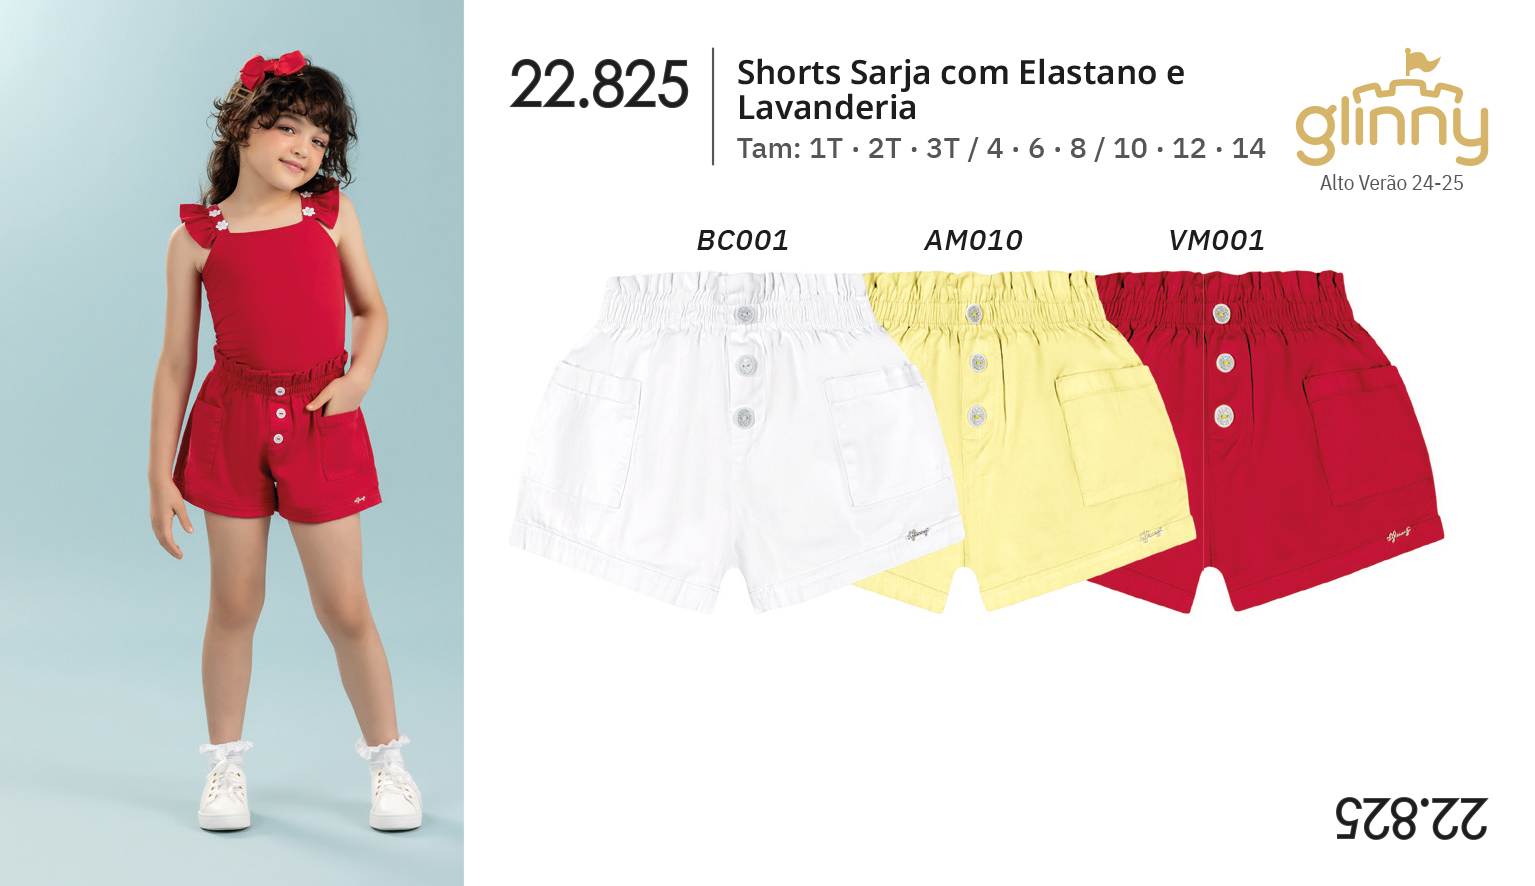 22.825
Shorts Sarja com Elastano e
Lavanderia
Tam: 1T · 2T · 3T / 4 · 6 · 8 / 10 · 12 · 14
glinny
Alto Verão 24-25
BC001
AM010
VM001
22.825